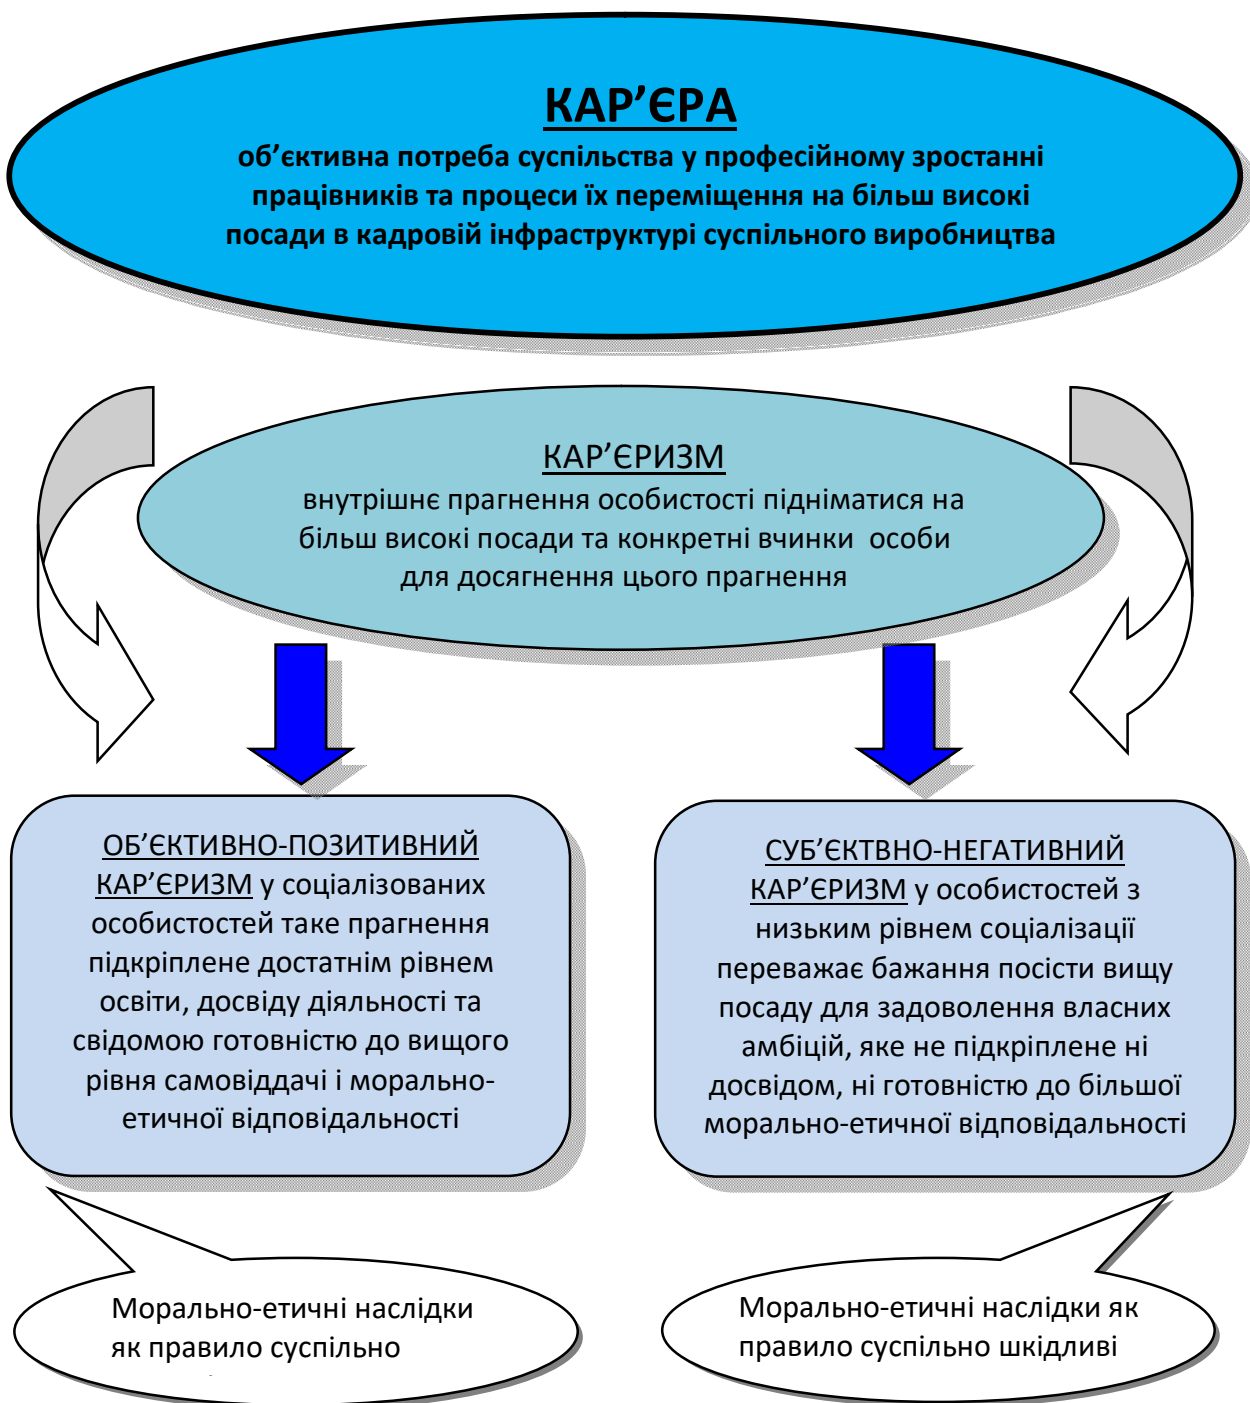 КАР’ЄРА
об’єктивна потреба суспільства у професійному зростанні
працівників та процеси їх переміщення на більш високі
посади в кадровій інфраструктурі суспільного виробництва
КАР’ЄРИЗМ
внутрішнє прагнення особистості підніматися на
більш високі посади та конкретні вчинки особи
для досягнення цього прагнення
ОБ’ЄКТИВНО-ПОЗИТИВНИЙ
КАР’ЄРИЗМ у соціалізованих
особистостей таке прагнення
підкріплене достатнім рівнем
освіти, досвіду діяльності та
свідомою готовністю до вищого
рівня самовіддачі і морально-
етичної відповідальності
СУБ’ЄКТВНО-НЕГАТИВНИЙ
КАР’ЄРИЗМ у особистостей з
низьким рівнем соціалізації
переважає бажання посісти вищу
посаду для задоволення власних
амбіцій, яке не підкріплене ні
досвідом, ні готовністю до більшої
морально-етичної відповідальності
Морально-етичні наслідки
як правило суспільно
Морально-етичні наслідки як
правило суспільно шкідливі